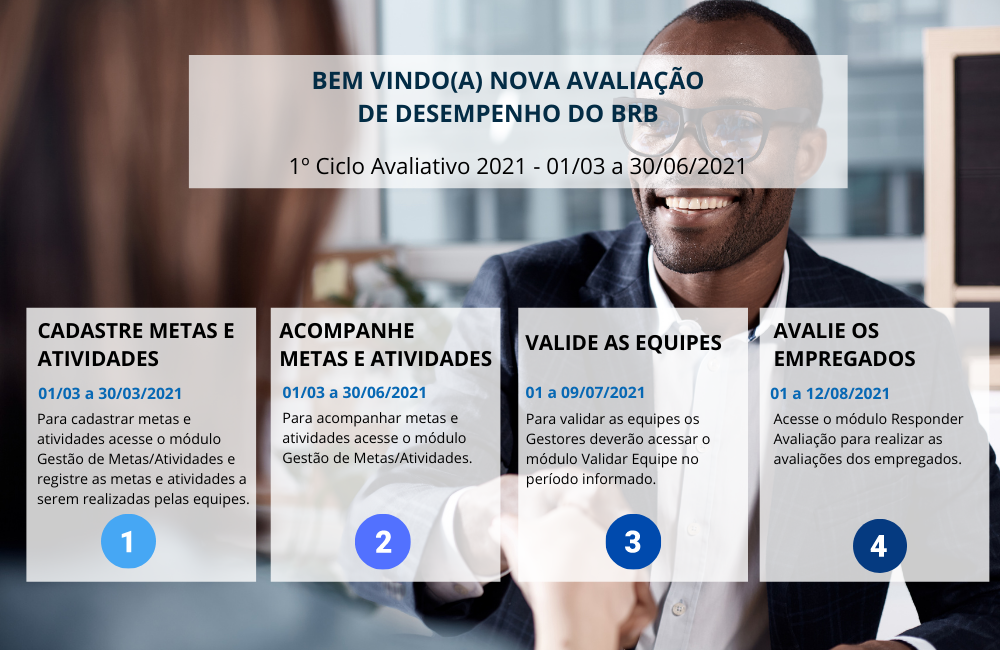 BEM VINDO(A) NOVA AVALIAÇÃO
DE DESEMPENHO DO BRB
1º Ciclo Avaliativo 2021 - 01/03 a 30/06/2021
CADASTRE METAS E
ATIVIDADES
01/03 a 30/03/2021
Para cadastrar metas e
atividades acesse o módulo
Gestão de Metas/Atividades e
registre as metas e atividades a
serem realizadas pelas equipes.
1
ACOMPANHE
METAS E ATIVIDADES
01/03 a 30/06/2021
Para acompanhar metas e
atividades acesse o módulo
Gestão de Metas/Atividades.
2
VALIDE AS EQUIPES
01 a 09/07/2021
Para validar as equipes os
Gestores deverão acessar o
módulo Validar Equipe no
período informado.
3
AVALIE OS
EMPREGADOS
01 a 12/08/2021
Acesse o módulo Responder
Avaliação para realizar as
avaliações dos empregados.
4